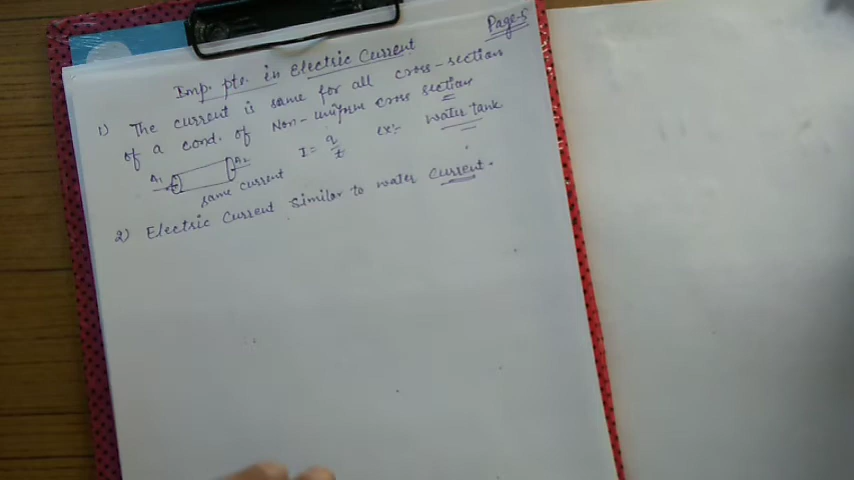 Page-5
Imp. pts. in Electric Current
1) The current is same for all cross-section
of a cond. of Non-uniform cross section
I = q/t ex:- water tank
A1 A2
same current
2) Electric Current similar to water current.